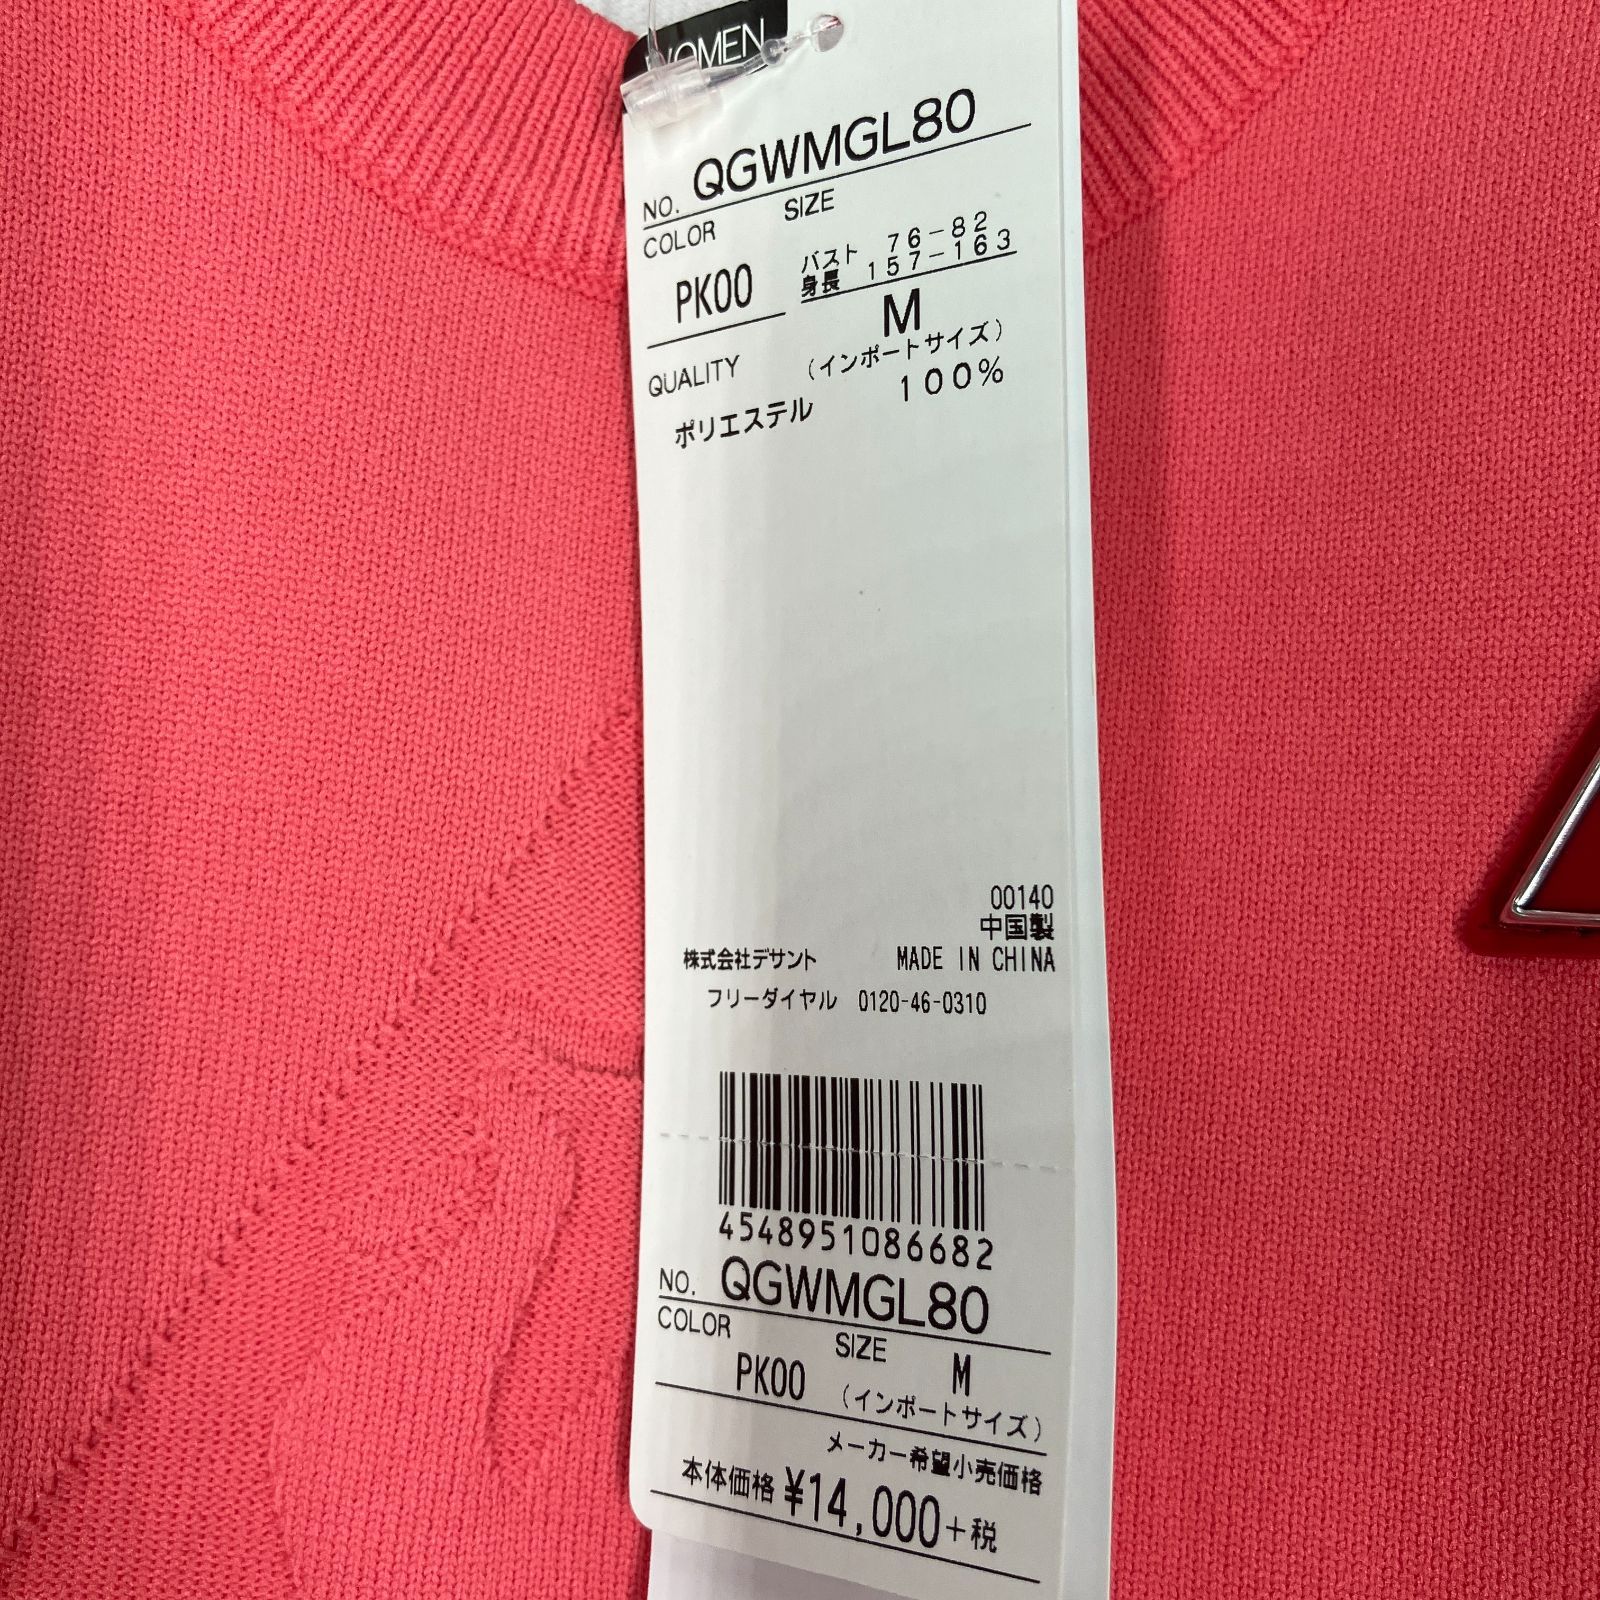 WOMEN
NO. QGWMGL80
COLOR SIZE
バスト 76-82
身長 157-163
PK00 M
(インポートサイズ)
QUALITY
ポリエステル 100%
00140
中国製
株式会社デサント MADE IN CHINA
フリーダイヤル 0120-46-0310
4548951086682
NO. QGWMGL80
COLOR SIZE
PK00 M
(インポートサイズ)
メーカー希望小売価格
本体価格 ¥14,000+税